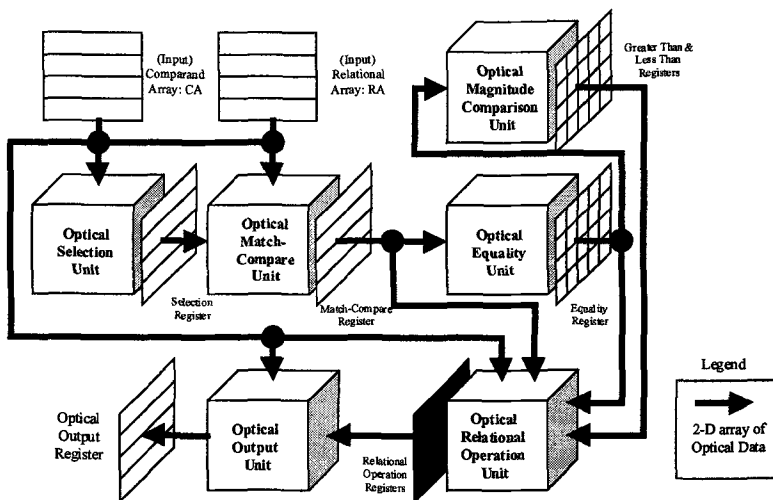 (Input)
Comparand
Array: CA
(Input)
Relational
Array: RA
Optical
Magnitude
Comparison
Unit
Greater Than &
Less Than
Registers
Optical
Selection
Unit
Selection
Register
Optical
Match-
Compare
Unit
Match-Compare
Register
Optical
Equality
Unit
Equality
Register
Optical
Output
Register
Optical
Output
Unit
Relational
Operation
Registers
Optical
Relational
Operation
Unit
Legend
2-D array of
Optical Data